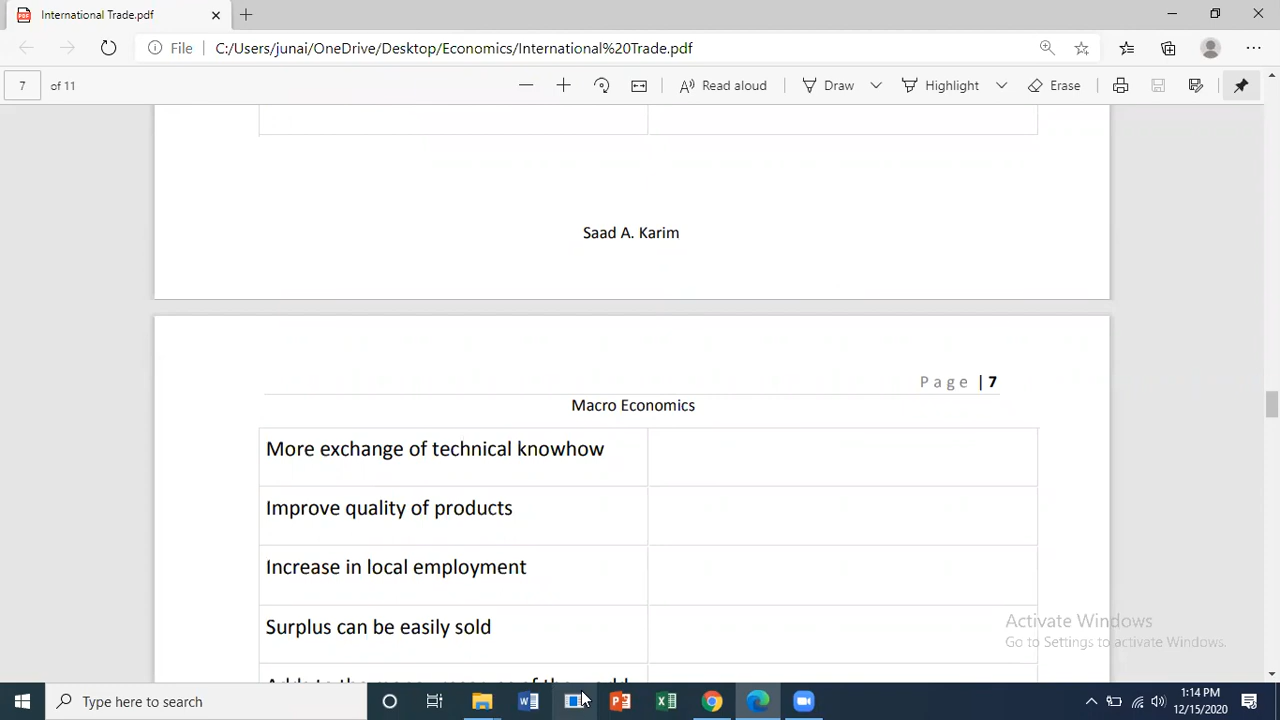 International Trade.pdf
File C:/Users/junai/OneDrive/Desktop/Economics/International%20Trade.pdf
7 of 11 Read aloud Draw Highlight Erase
Saad A. Karim
Page | 7
Macro Economics
More exchange of technical knowhow
Improve quality of products
Increase in local employment
Surplus can be easily sold
Activate Windows
Go to Settings to activate Windows.
Type here to search
1:14 PM
12/15/2020